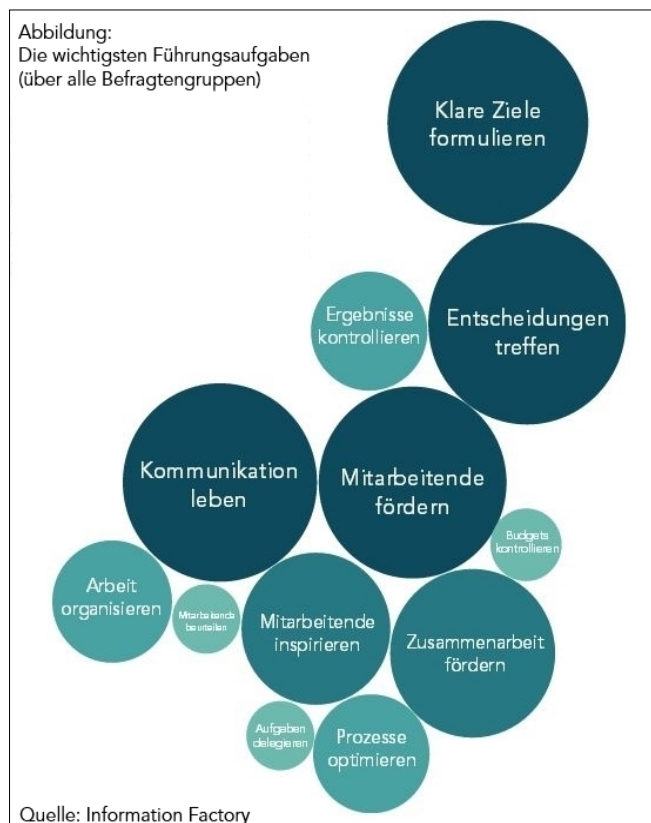 Abbildung:
Die wichtigsten Führungsaufgaben
(über alle Befragtengruppen)
Klare Ziele
formulieren
Ergebnisse
kontrollieren
Entscheidungen
treffen
Kommunikation
leben
Mitarbeitende
fördern
Budgets
kontrollieren
Arbeit
organisieren
Mitarbeitende
beurteilen
Mitarbeitende
inspirieren
Zusammenarbeit
fördern
Aufgaben
delegieren
Prozesse
optimieren
Quelle: Information Factory